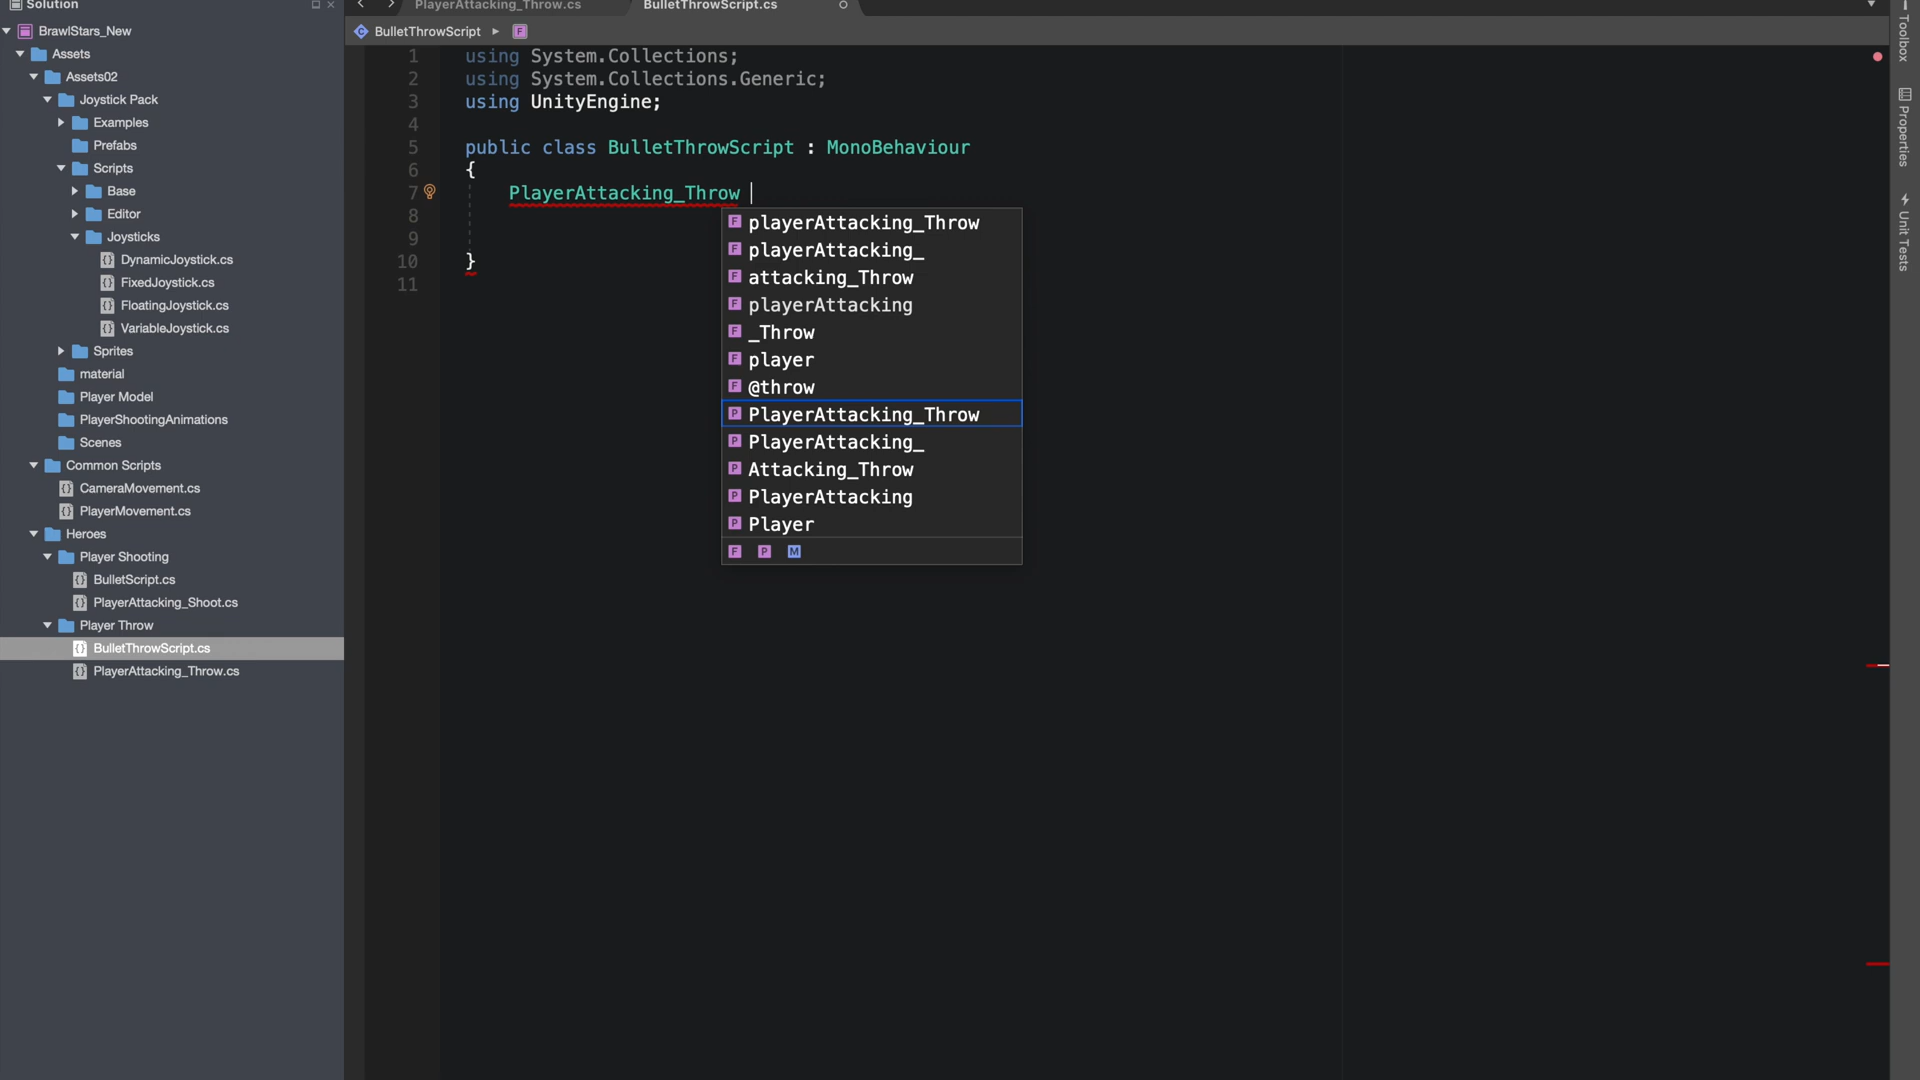 Solution
BrawlStars_New
Assets
Assets02
Joystick Pack
Examples
Prefabs
Scripts
Base
Editor
Joysticks
DynamicJoystick.cs
FixedJoystick.cs
FloatingJoystick.cs
VariableJoystick.cs
Sprites
material
Player Model
PlayerShootingAnimations
Scenes
Common Scripts
CameraMovement.cs
PlayerMovement.cs
Heroes
Player Shooting
BulletScript.cs
PlayerAttacking_Shoot.cs
Player Throw
BulletThrowScript.cs
PlayerAttacking_Throw.cs
PlayerAttacking_Throw.cs
BulletThrowScript.cs
BulletThrowScript
F
1 using System.Collections;
2 using System.Collections.Generic;
3 using UnityEngine;
4
5 public class BulletThrowScript : MonoBehaviour
6 {
7 PlayerAttacking_Throw
8
9
10 }
11
F playerAttacking_Throw
F playerAttacking_
F attacking_Throw
F playerAttacking
F _Throw
F player
F @throw
P PlayerAttacking_Throw
P PlayerAttacking_
P Attacking_Throw
P PlayerAttacking
P Player
F P M
Toolbox
Properties
Unit Tests